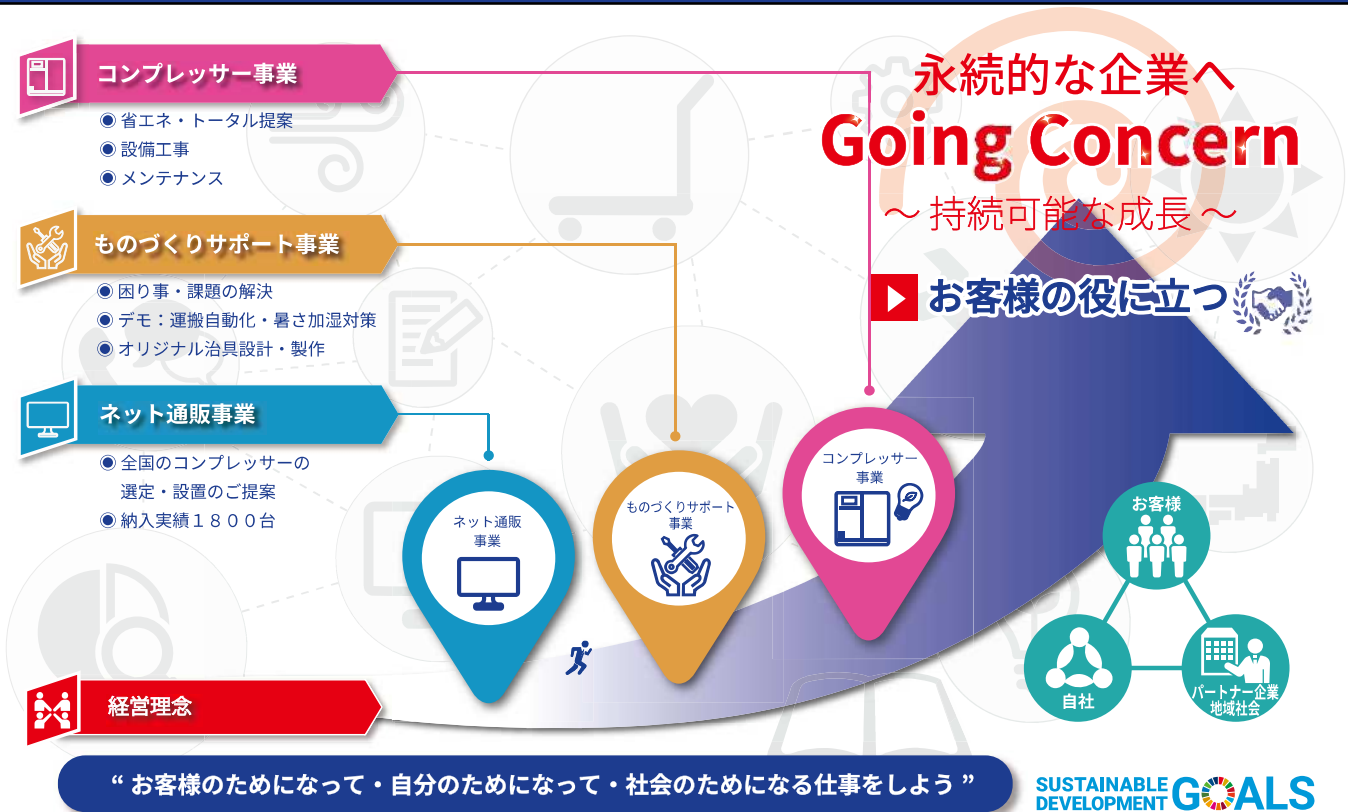 コンプレッサー事業
◉ 省エネ・トータル提案
◉ 設備工事
◉ メンテナンス
ものづくりサポート事業
◉ 困り事・課題の解決
◉ デモ：運搬自動化・暑さ加湿対策
◉ オリジナル治具設計・製作
ネット通販事業
◉ 全国のコンプレッサーの
選定・設置のご提案
◉ 納入実績１８００台
永続的な企業へ
Going Concern
～ 持続可能な成長 ～
お客様の役に立つ
ネット通販
事業
ものづくりサポート
事業
コンプレッサー
事業
お客様
自社
パートナー企業
地域社会
経営理念
“ お客様のためになって・自分のためになって・社会のためになる仕事をしよう ”
SUSTAINABLE
DEVELOPMENT
GOALS